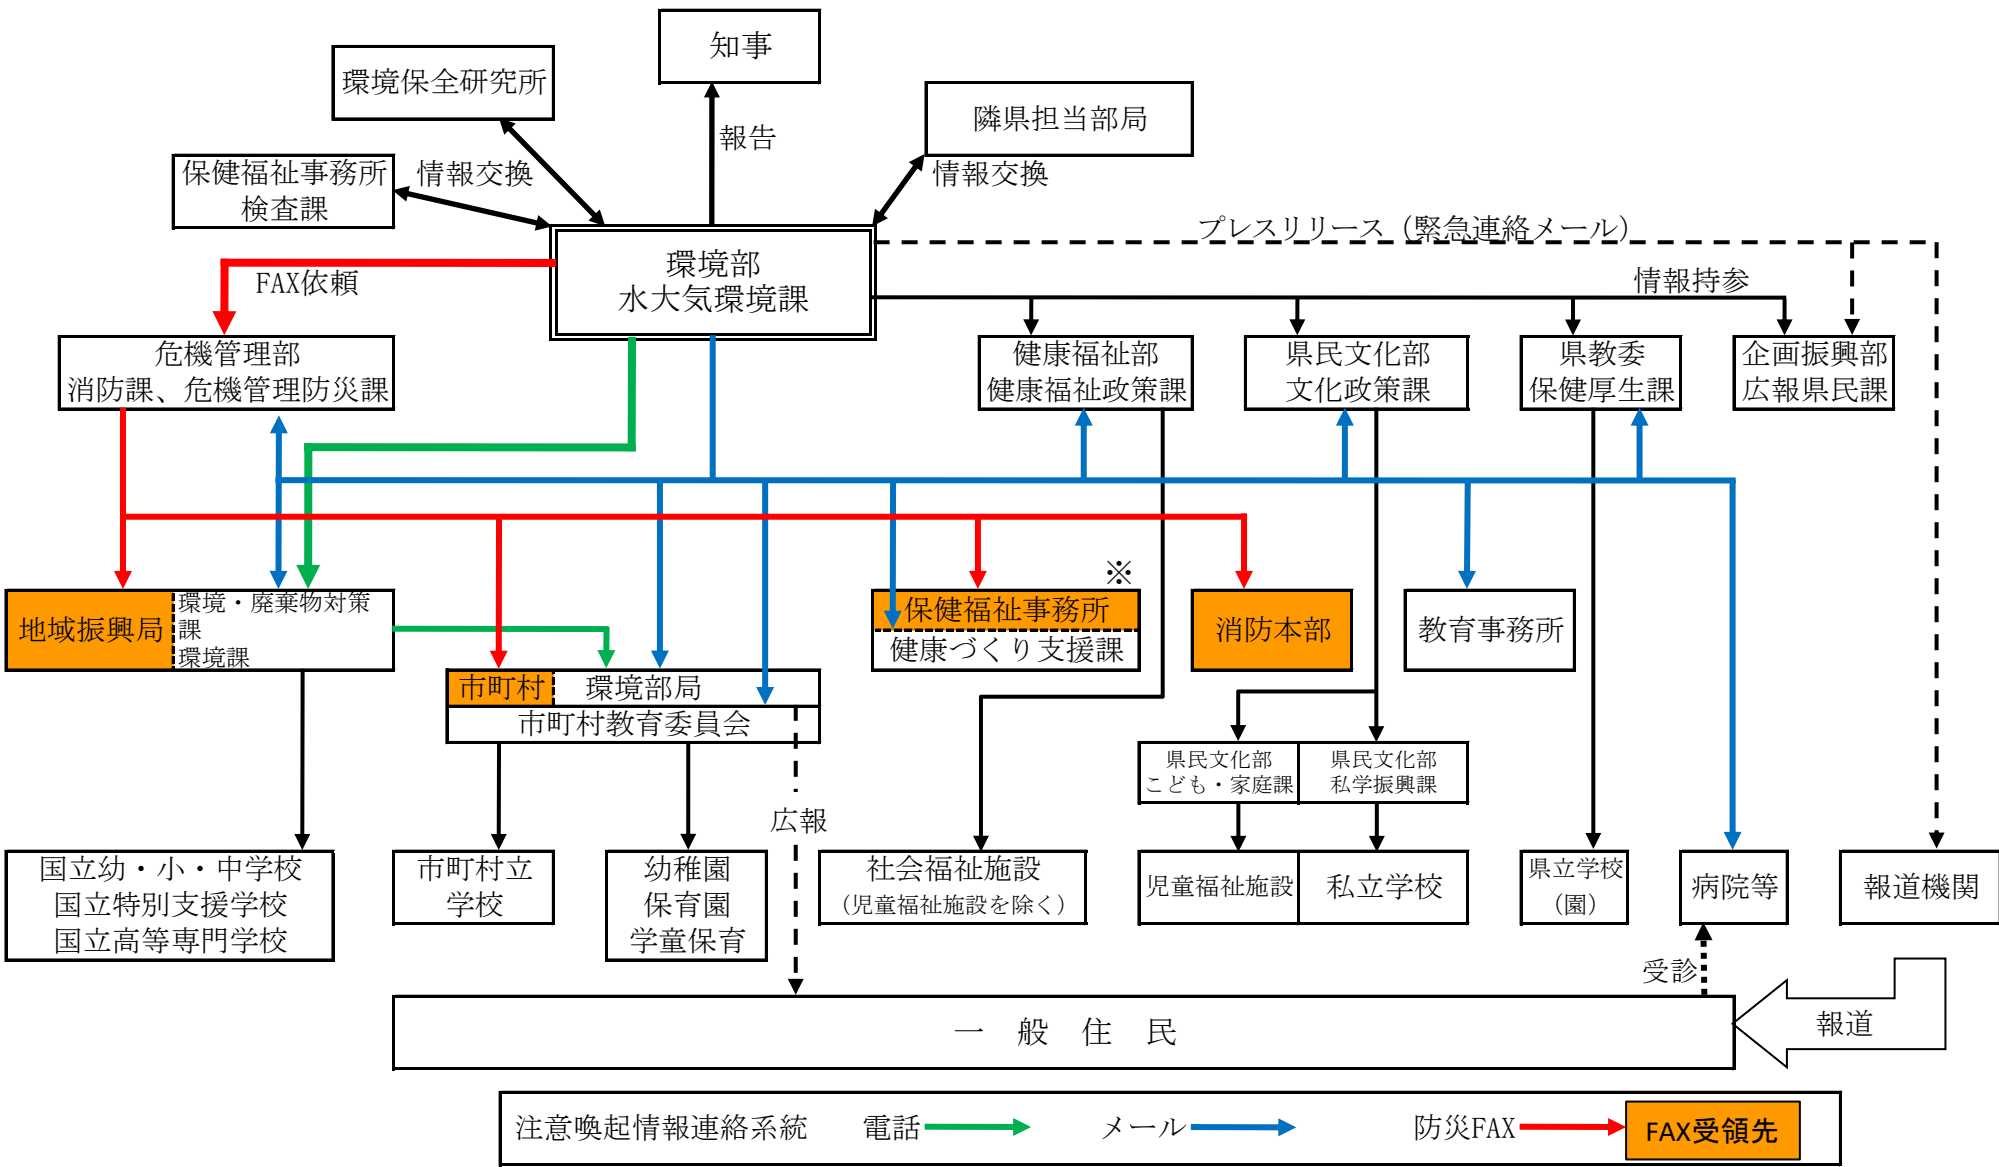 知事
環境保全研究所
隣県担当部局
報告
保健福祉事務所
検査課
情報交換
情報交換
プレスリリース（緊急連絡メール）
環境部
水大気環境課
FAX依頼
情報持参
危機管理部
消防課、危機管理防災課
健康福祉部
健康福祉政策課
県民文化部
文化政策課
県教委
保健厚生課
企画振興部
広報県民課
※
地域振興局
環境・廃棄物対策
課
環境課
保健福祉事務所
健康づくり支援課
消防本部
教育事務所
市町村
環境部局
市町村教育委員会
県民文化部
こども・家庭課
県民文化部
私学振興課
広報
国立幼・小・中学校
国立特別支援学校
国立高等専門学校
市町村立
学校
幼稚園
保育園
学童保育
社会福祉施設
（児童福祉施設を除く）
児童福祉施設
私立学校
県立学校
（園）
病院等
報道機関
受診
一般住民
報道
注意喚起情報連絡系統
電話
メール
防災FAX
FAX受領先